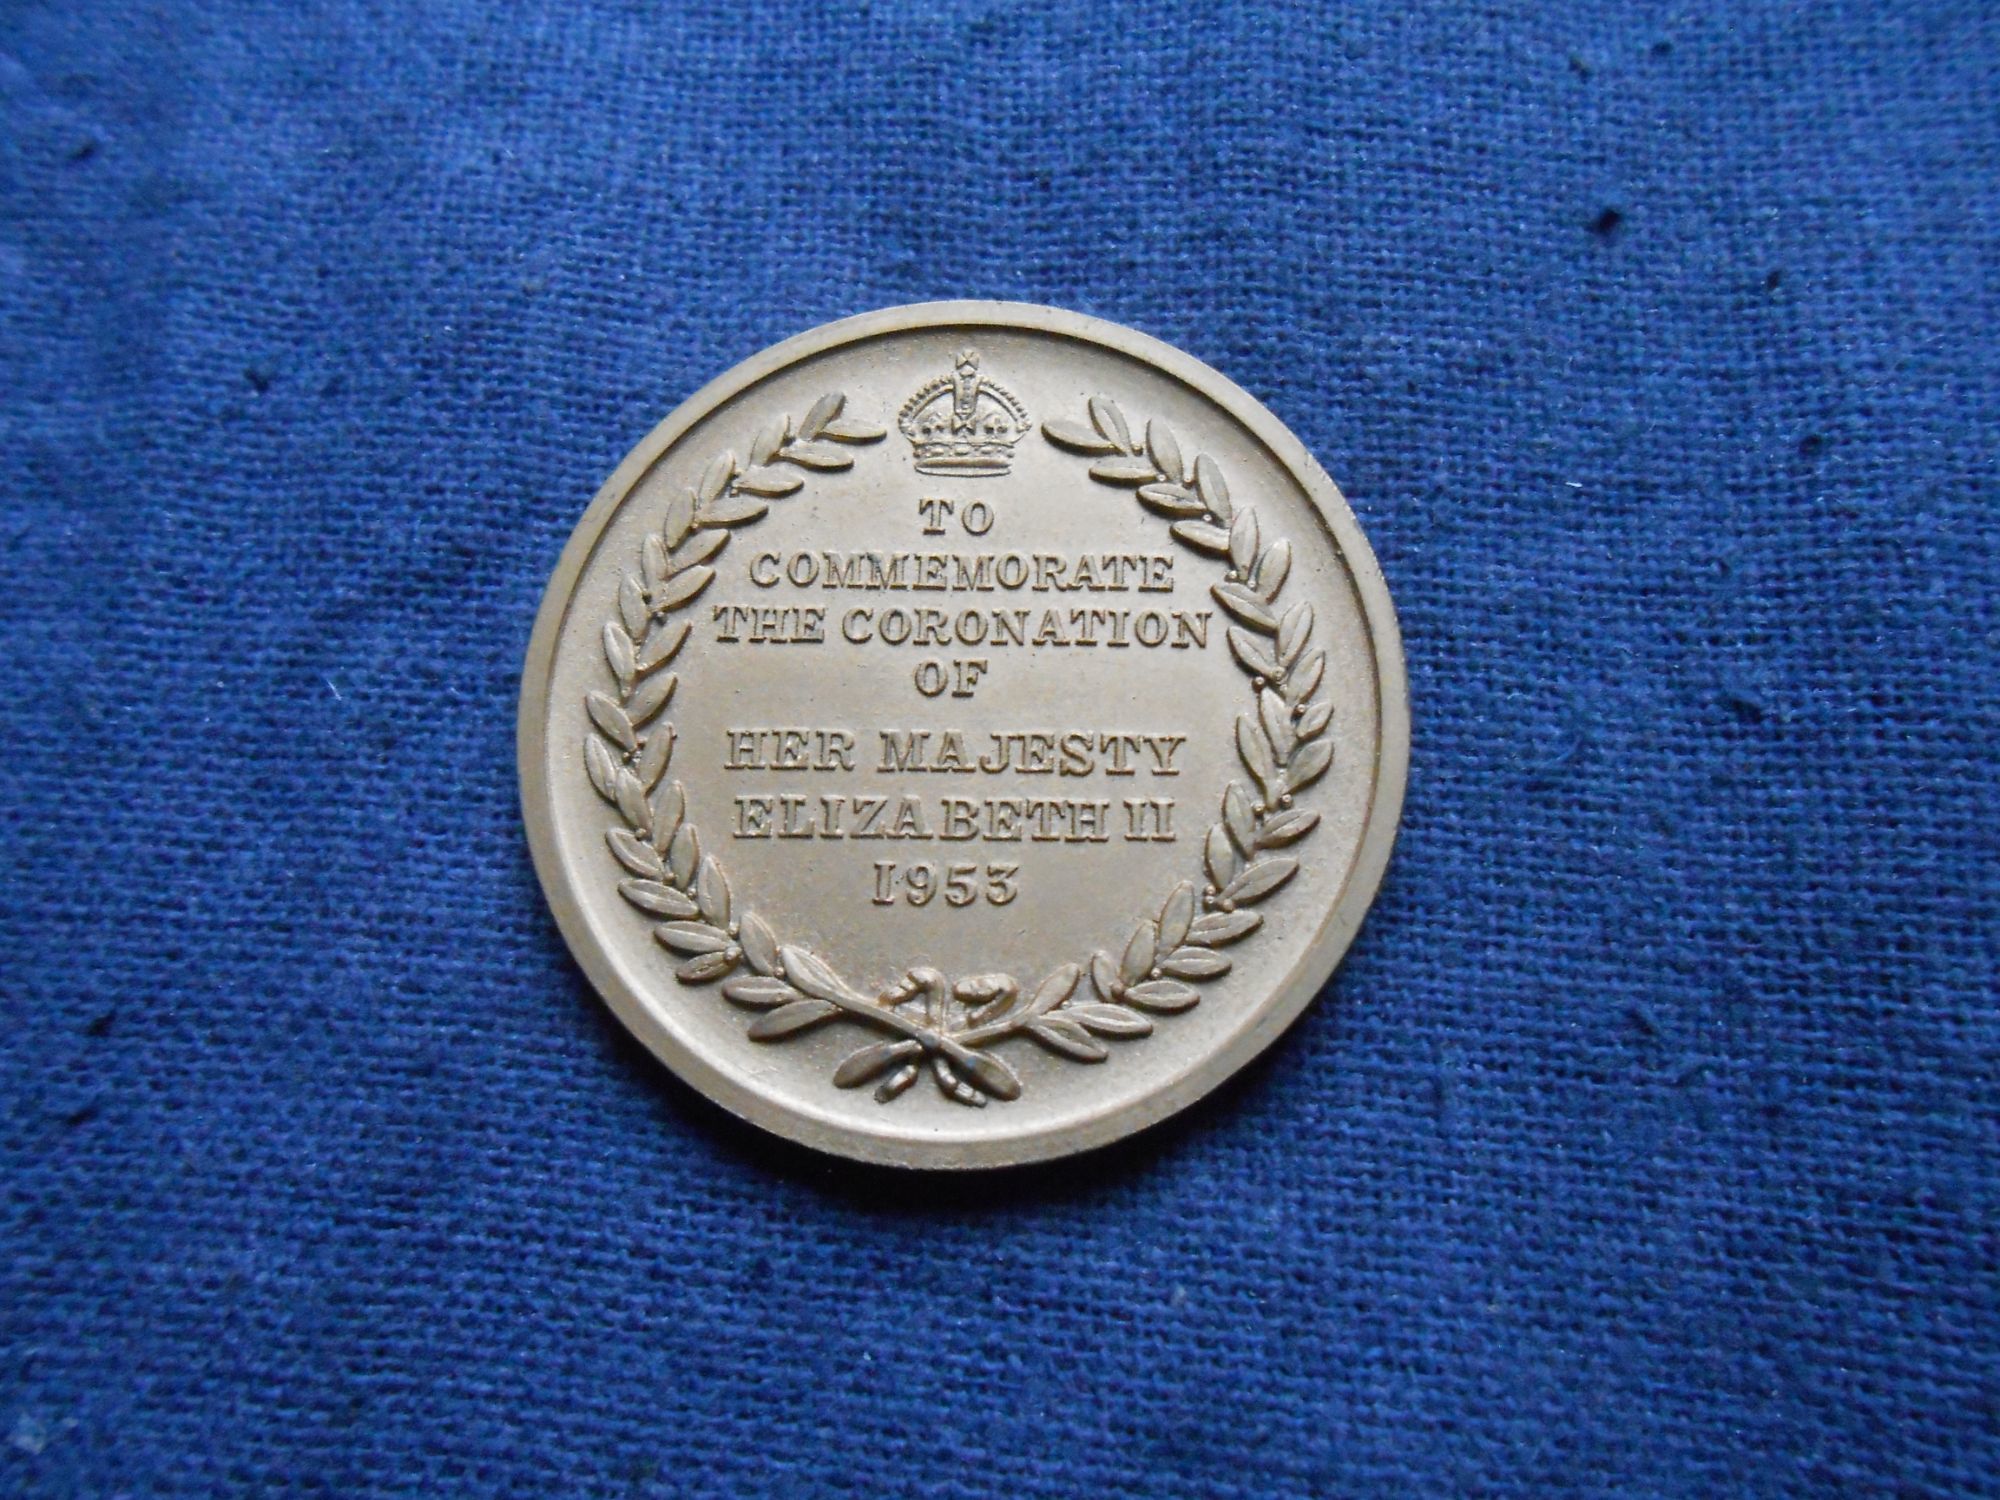 TO
COMMEMORATE
THE CORONATION
OF
HER MAJESTY
ELIZABETH II
1953